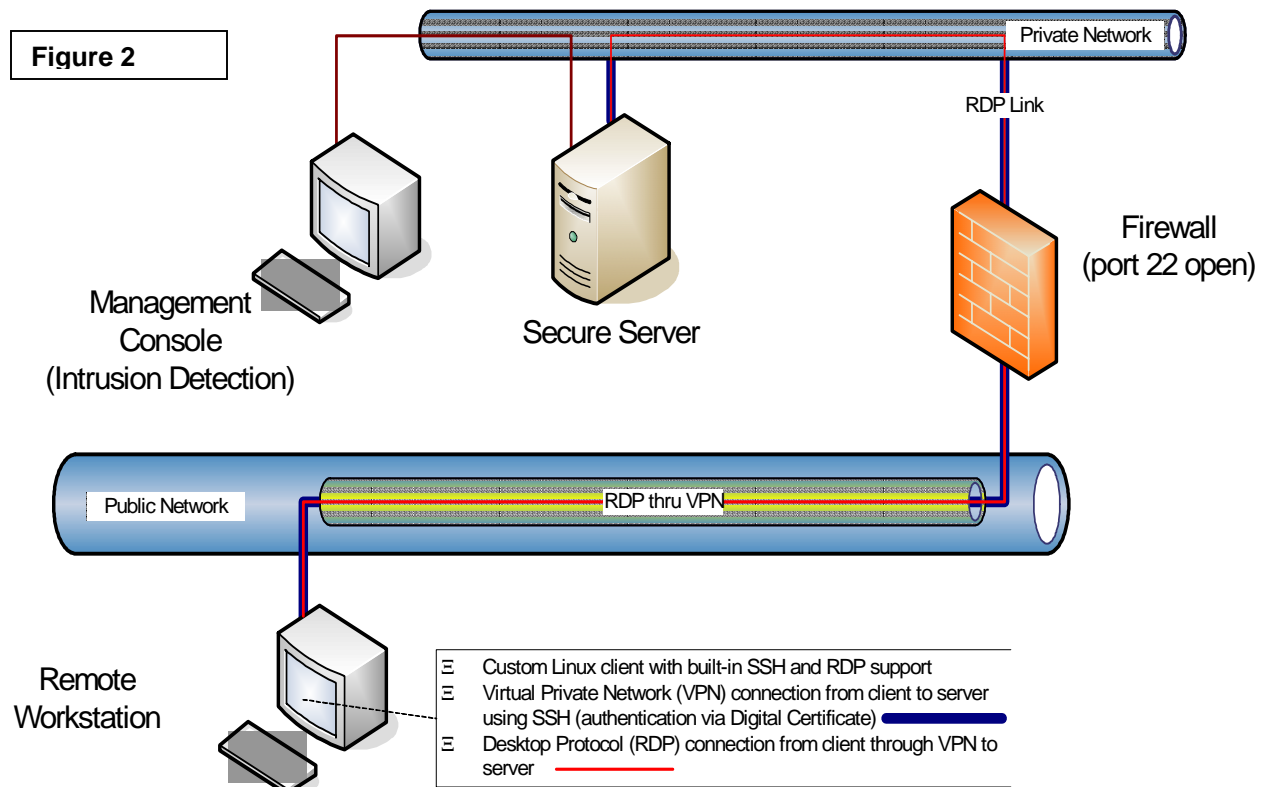 Figure 2
Private Network
RDP Link
Firewall
(port 22 open)
Management
Console
(Intrusion Detection)
Secure Server
Public Network
RDP thru VPN
Remote
Workstation
Ξ Custom Linux client with built-in SSH and RDP support
Ξ Virtual Private Network (VPN) connection from client to server
using SSH (authentication via Digital Certificate)
Ξ Desktop Protocol (RDP) connection from client through VPN to
server